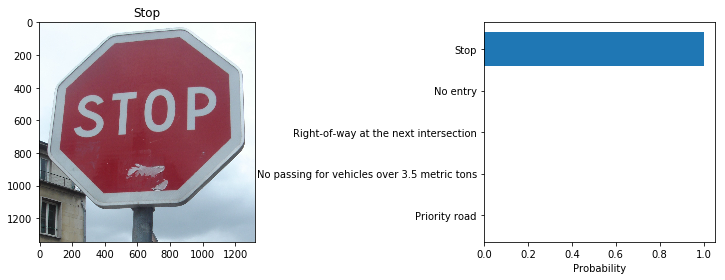 Stop
0
200
400
600
800
1000
1200
STOP
0 200 400 600 800 1000 1200
Stop
No entry
Right-of-way at the next intersection
No passing for vehicles over 3.5 metric tons
Priority road
0.0 0.2 0.4 0.6 0.8 1.0
Probability